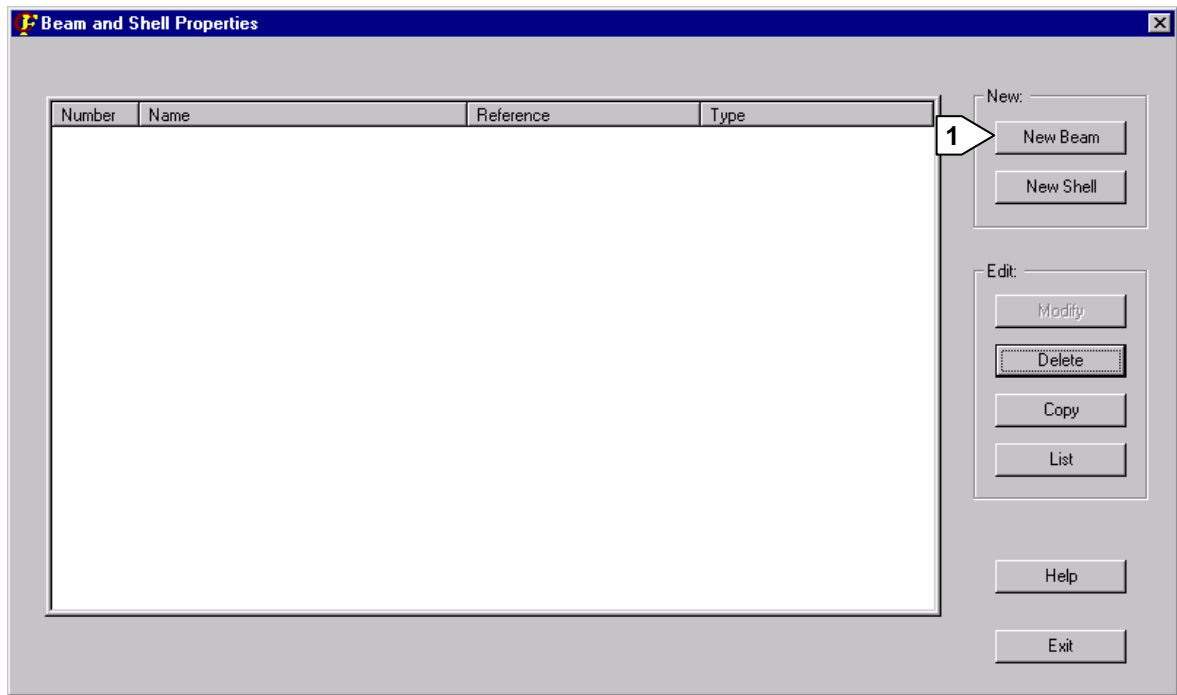 Beam and Shell Properties
Number Name Reference Type
New:
1
New Beam
New Shell
Edit:
Modify
Delete
Copy
List
Help
Exit